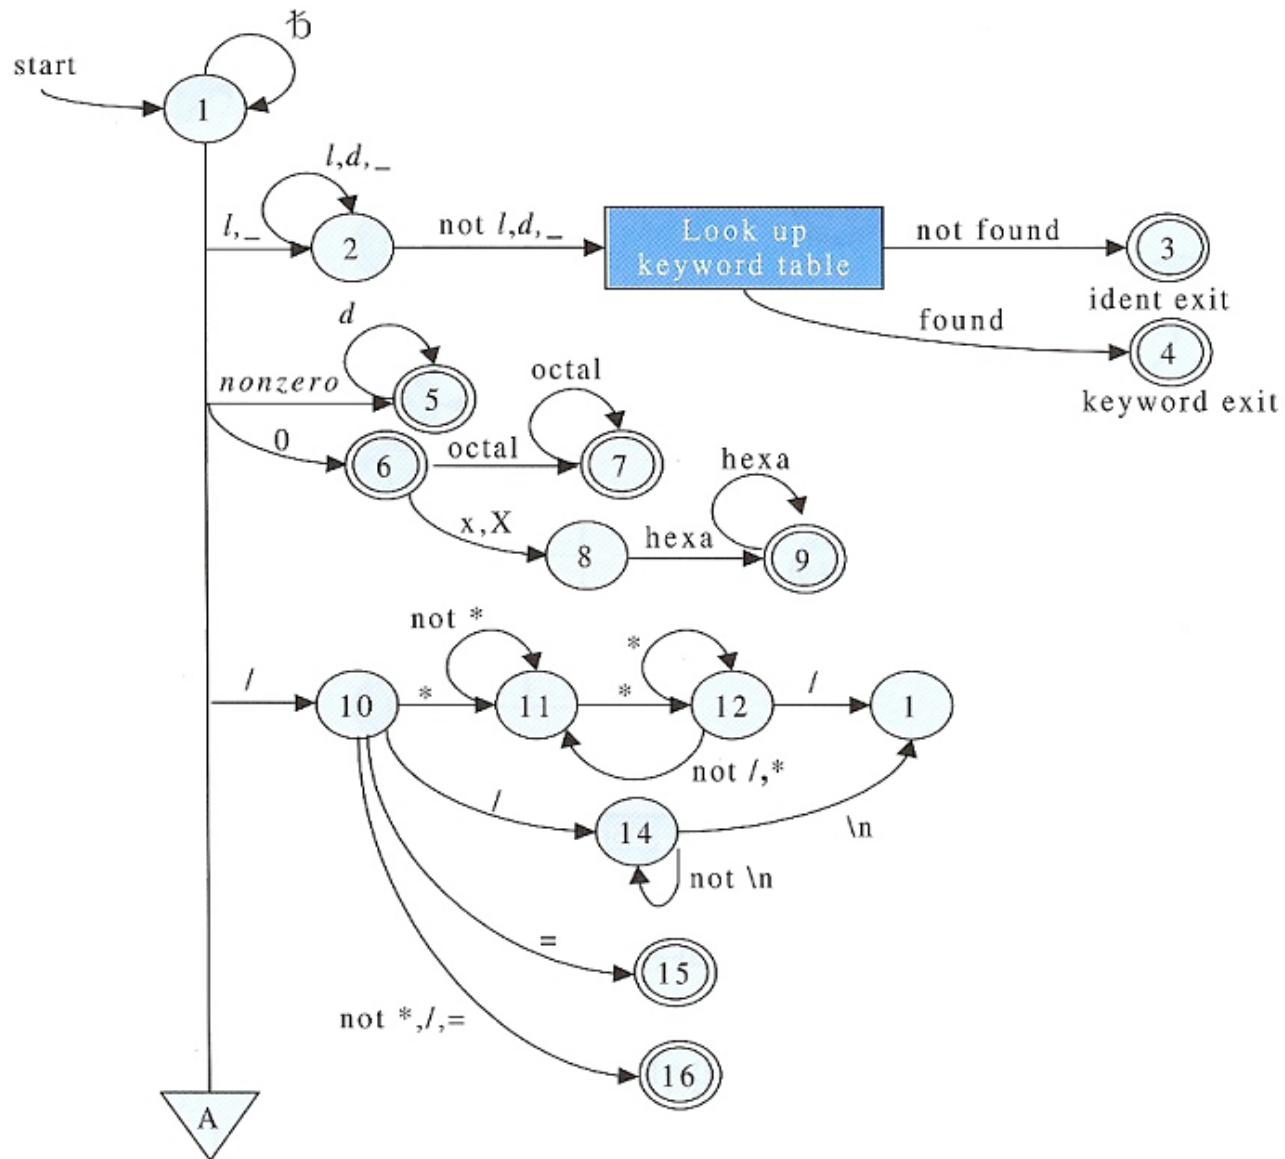 ƀ
start
1
l,d,_
l,_
2
not l,d,_
Look up
keyword table
not found
3
ident exit
found
4
keyword exit
d
nonzero
5
octal
0
6
octal
7
hexa
x,X
8
hexa
9
not *
*
/
10
*
11
*
12
/
1
not /,*
/
14
\n
not \n
=
15
not *,/,=
16
A